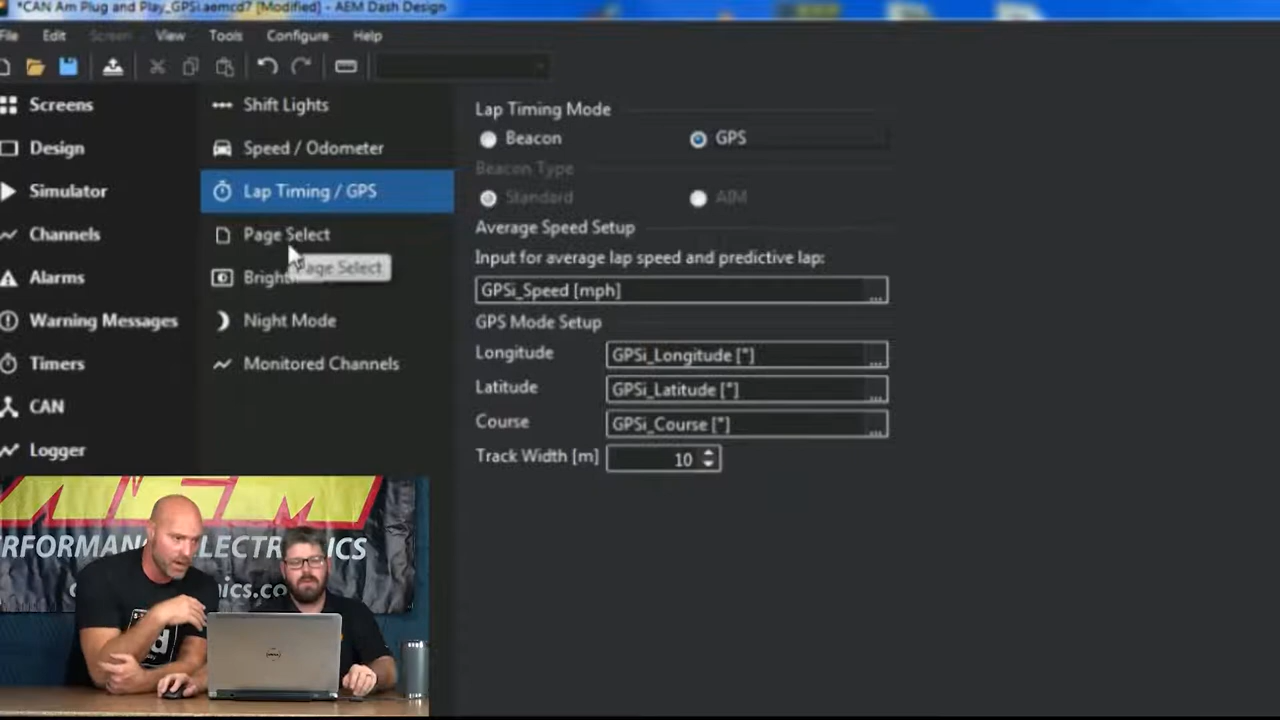 *CAN Am Plug and Play_GPSi.aemcd7 [Modified] - AEM Dash Design
File Edit Screen View Tools Configure Help
Screens
Design
Simulator
Channels
Alarms
Warning Messages
Timers
CAN
Logger
Shift Lights
Speed / Odometer
Lap Timing / GPS
Page Select
Page Select
Night Mode
Monitored Channels
Lap Timing Mode
Beacon GPS
Beacon Type
Standard AIM
Average Speed Setup
Input for average lap speed and predictive lap:
GPSi_Speed [mph] ...
GPS Mode Setup
Longitude GPSi_Longitude [°] ...
Latitude GPSi_Latitude [°] ...
Course GPSi_Course [°] ...
Track Width [m] 10
AEM
DELL